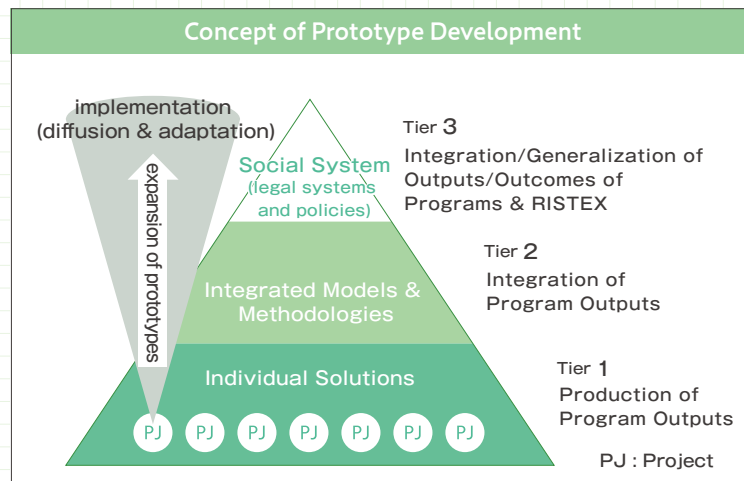 Concept of Prototype Development
implementation
(diffusion & adaptation)
expansion of prototypes
Social System
(legal systems
and policies)
Integrated Models &
Methodologies
Individual Solutions
PJ PJ PJ PJ PJ PJ PJ
Tier 3
Integration/Generalization of
Outputs/Outcomes of
Programs & RISTEX
Tier 2
Integration of
Program Outputs
Tier 1
Production of
Program Outputs
PJ : Project